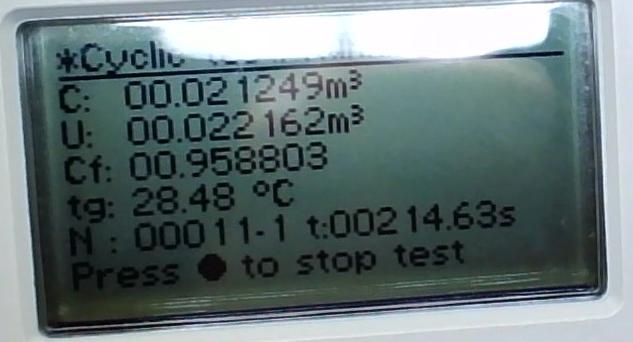 *Cyclic
C: 00.021249m³
U: 00.022162m³
Cf: 00.958803
tg: 28.48 °C
N : 00011-1 t:00214.63s
Press ● to stop test